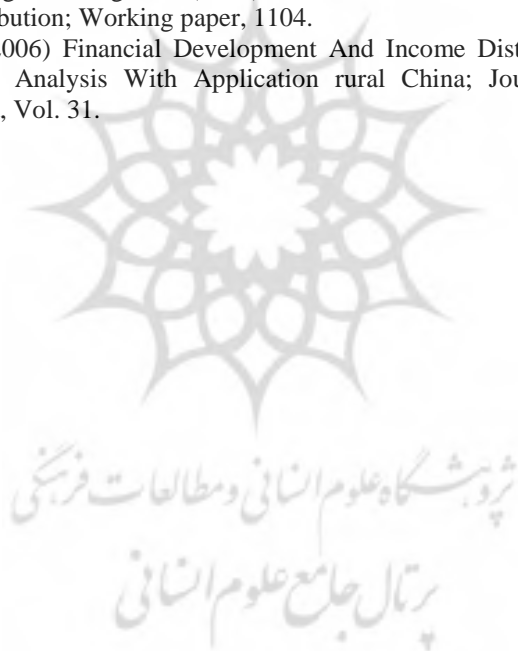 bution; Working paper, 1104.
2006) Financial Development And Income Dist
Analysis With Application rural China; Jou
, Vol. 31.
پژوهشگاه علوم انسانی و مطالعات فرهنگی
پرتال جامع علوم انسانی